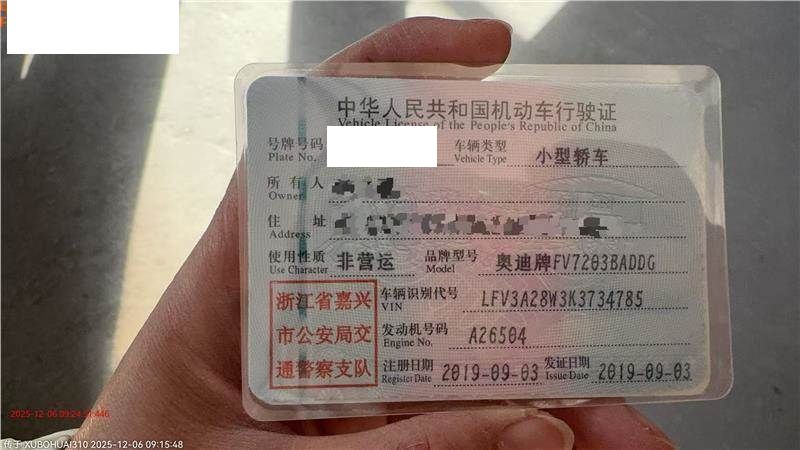 中华人民共和国机动车行驶证
Vehicle License of the People's Republic of China
号牌号码
Plate No.
车辆类型 小型轿车
Vehicle Type
所有人
Owner
住址
Address
使用性质 非营运 品牌型号 奥迪牌FV7203BADDG
Use Character Model
浙江省嘉兴
市公安局交
通警察支队
车辆识别代号 LFV3A28W3K3734785
VIN
发动机号码 A26504
Engine No.
注册日期 2019-09-03 发证日期 2019-09-03
Register Date Issue Date
2025-12-06 09:24
XUBOHUAI310 2025-12-06 09:15:48